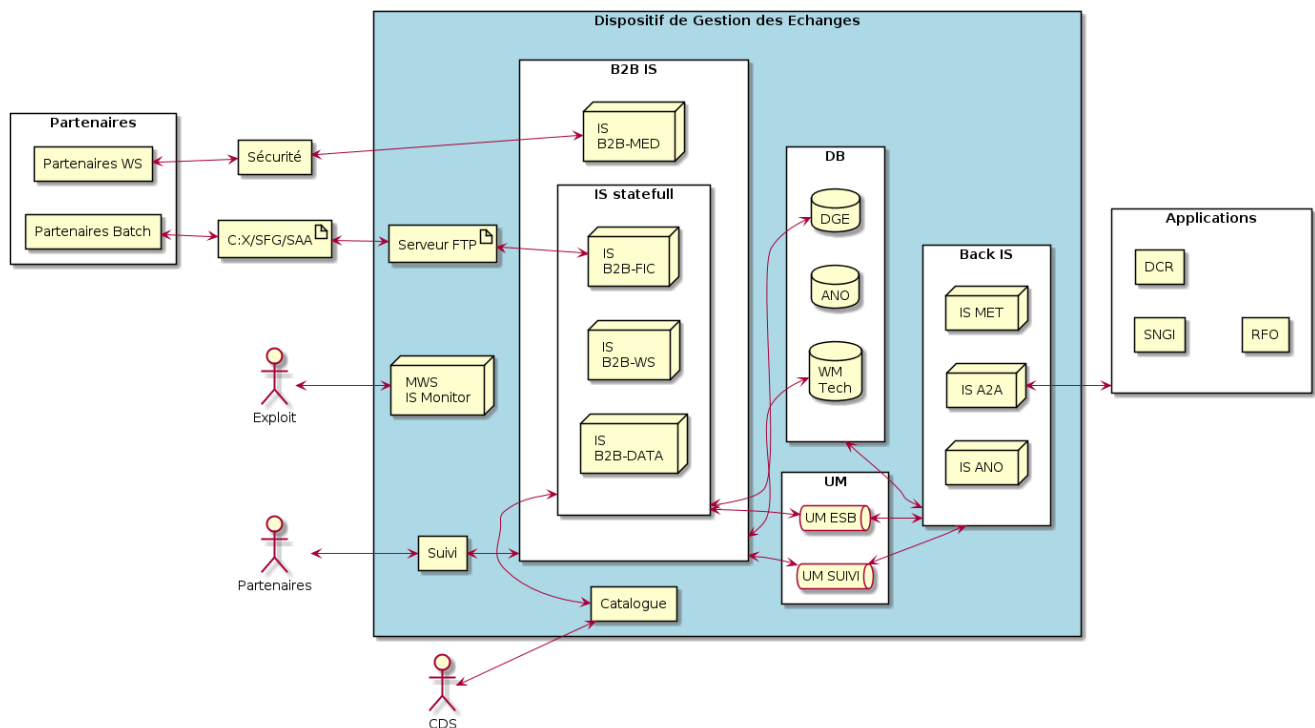 Dispositif de Gestion des Echanges
B2B IS
IS
B2B-MED
Partenaires
Partenaires WS
Sécurité
Partenaires Batch
C:X/SFG/SAA
Serveur FTP
IS statefull
IS
B2B-FIC
IS
B2B-WS
IS
B2B-DATA
DB
DGE
ANO
WM
Tech
Back IS
IS MET
IS A2A
IS ANO
Applications
DCR
SNGI
RFO
Exploit
MWS
IS Monitor
UM
UM ESB
UM SUIVI
Partenaires
Suivi
Catalogue
CDS